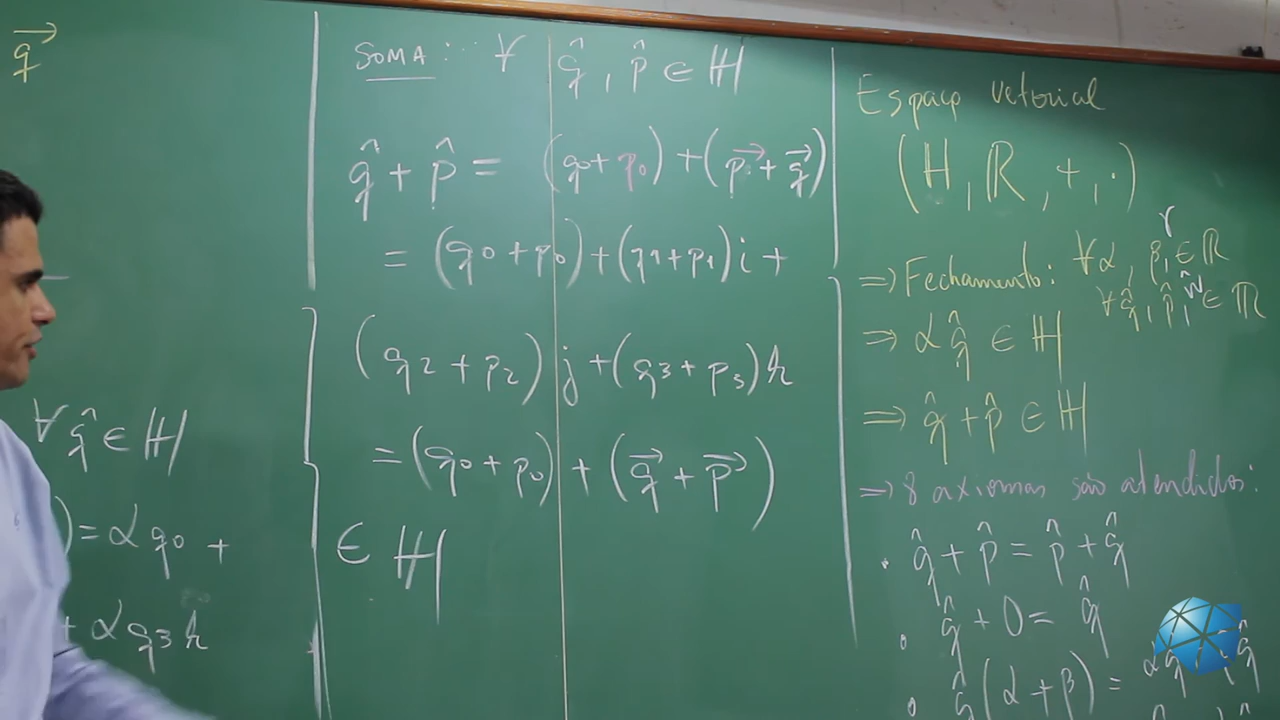 q⃗
∀ q̂ ∈ ℍ
) = α q0 +
+ α q3 k
SOMA: ∀ q̂, p̂ ∈ ℍ
q̂ + p̂ = (q0 + p0) + (p⃗ + q⃗)
= (q0 + p0) + (q1 + p1) i +
(q2 + p2) j + (q3 + p3) k
= (q0 + p0) + (q⃗ + p⃗)
∈ ℍ
Espaço vetorial
(ℍ, ℝ, +, ·)
⇒ Fechamento: ∀ α, β, γ ∈ ℝ
∀ q̂, p̂, ŵ ∈ ℝ
⇒ α q̂ ∈ ℍ
⇒ q̂ + p̂ ∈ ℍ
⇒ 8 axiomas são atendidos:
· q̂ + p̂ = p̂ + q̂
· q̂ + 0 = q̂
· q̂ (α + β) =